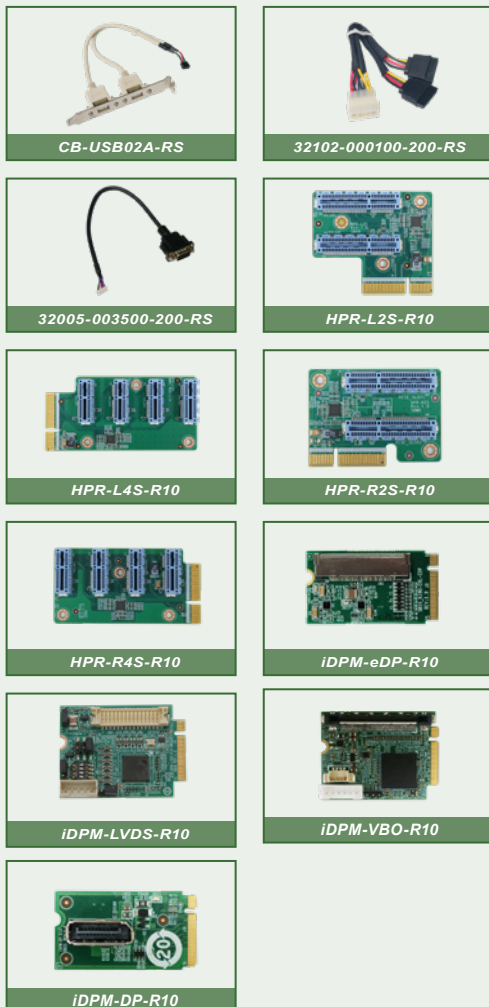 CB-USB02A-RS
32102-000100-200-RS
32005-003500-200-RS
HPR-L2S-R10
HPR-L4S-R10
HPR-R2S-R10
HPR-R4S-R10
iDPM-eDP-R10
iDPM-LVDS-R10
iDPM-VBO-R10
20
iDPM-DP-R10